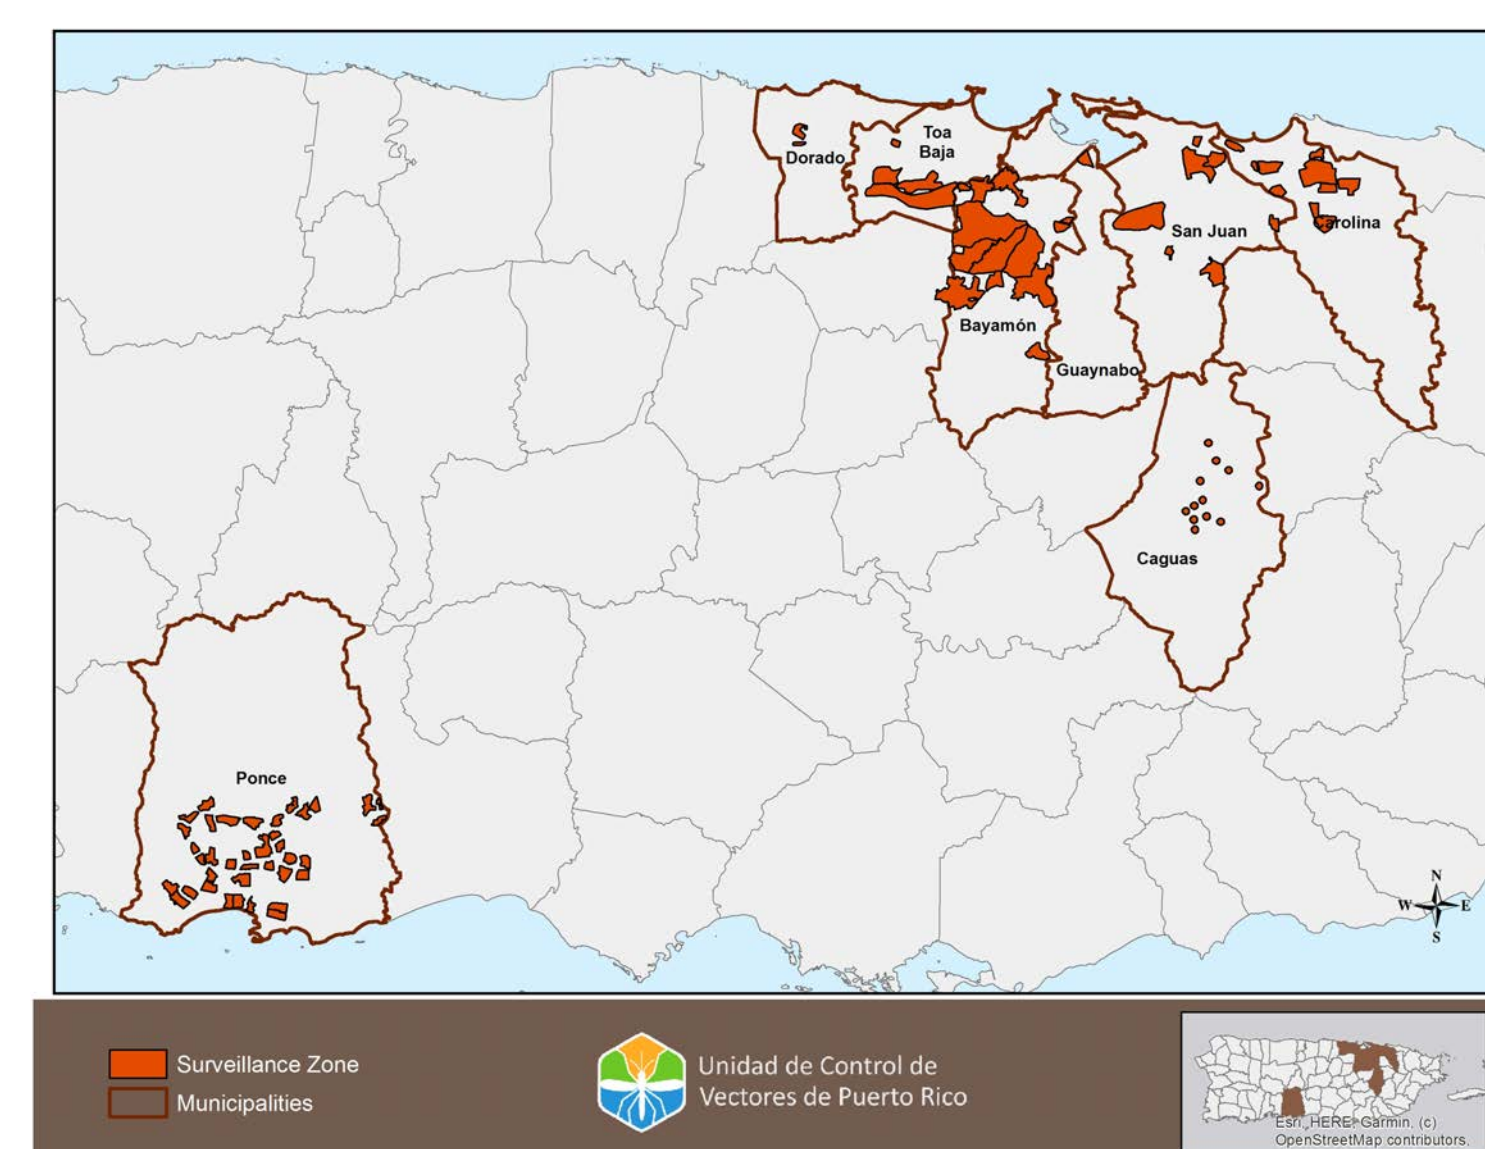 Toa
Baja
Dorado
San Juan
Carolina
Bayamón
Guaynabo
Caguas
Ponce
N
W E
S
Surveillance Zone
Municipalities
Unidad de Control de
Vectores de Puerto Rico
Esri, HERE, Garmin, (c)
OpenStreetMap contributors,